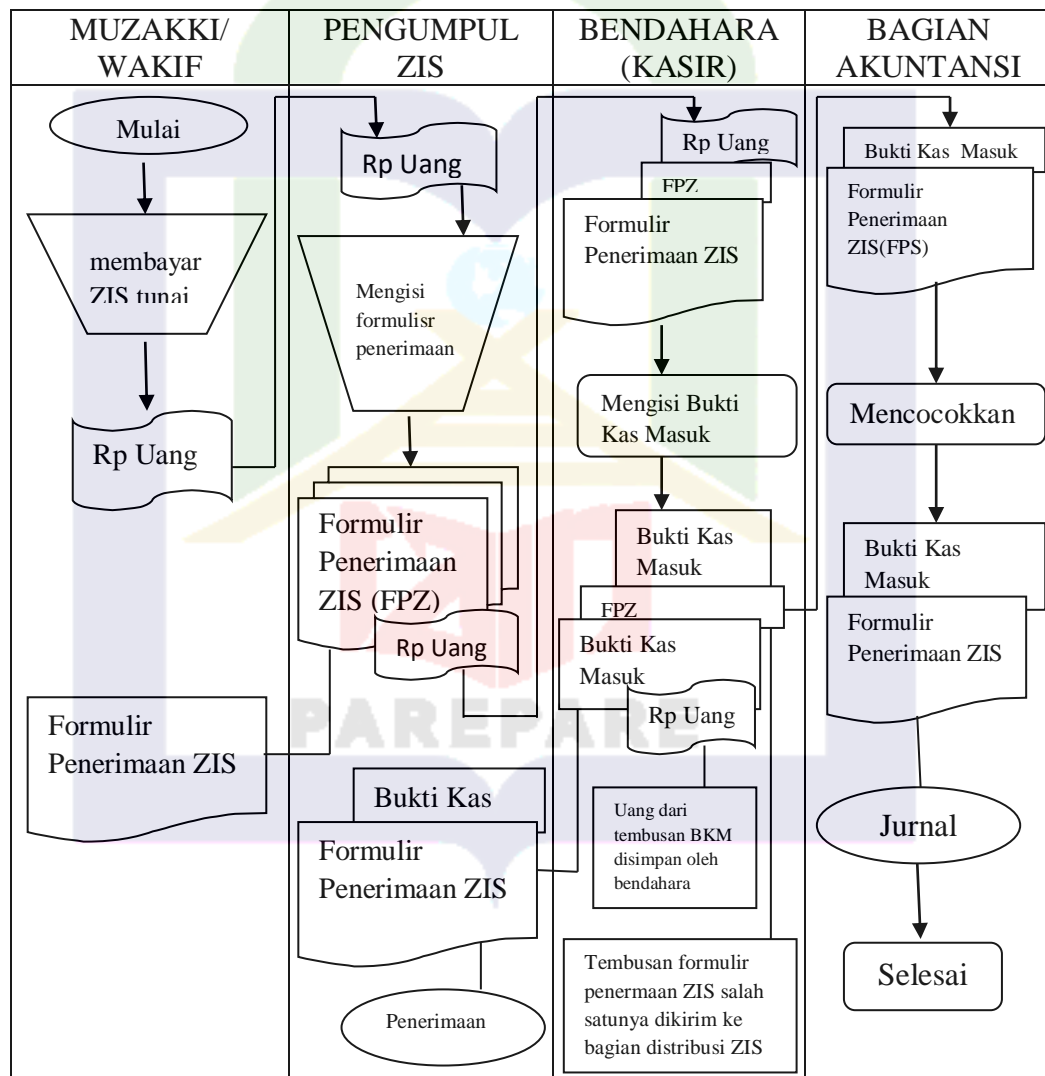 MUZAKKI/
WAKIF
PENGUMPUL
ZIS
BENDAHARA
(KASIR)
BAGIAN
AKUNTANSI
Mulai
membayar
ZIS tunai
Rp Uang
Formulir
Penerimaan ZIS
Rp Uang
Mengisi
formulisr
penerimaan
Formulir
Penerimaan
ZIS (FPZ)
Rp Uang
Bukti Kas
Formulir
Penerimaan ZIS
Penerimaan
Rp Uang
FPZ
Formulir
Penerimaan ZIS
Mengisi Bukti
Kas Masuk
Bukti Kas
Masuk
FPZ
Bukti Kas
Masuk
Rp Uang
Uang dari
tembusan BKM
disimpan oleh
bendahara
Tembusan formulir
penermaan ZIS salah
satunya dikirim ke
bagian distribusi ZIS
Bukti Kas Masuk
Formulir
Penerimaan
ZIS(FPS)
Mencocokkan
Bukti Kas
Masuk
Formulir
Penerimaan ZIS
Jurnal
Selesai
PAREPARE